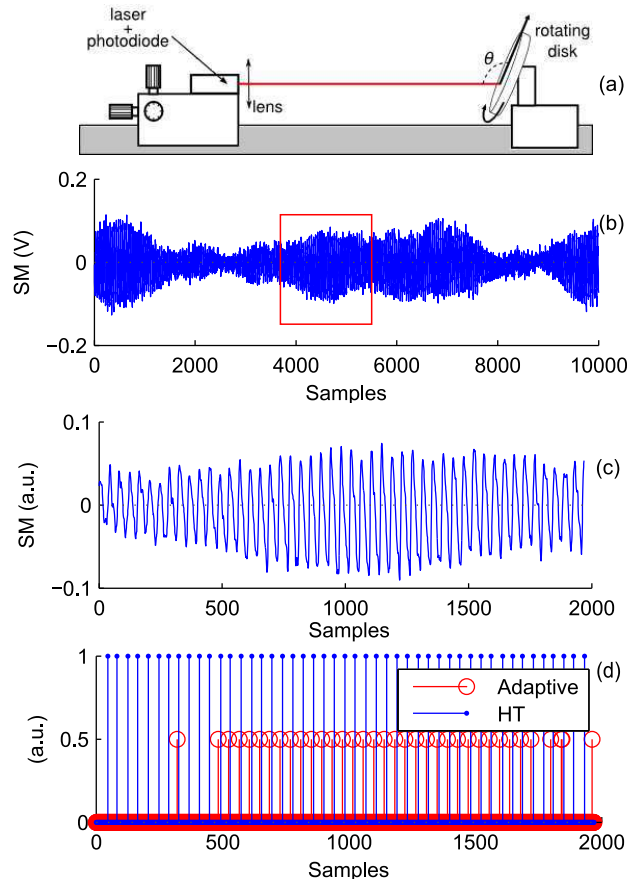 laser
+
photodiode
lens
θ
rotating
disk
(a)
0.2
0
−0.2
SM (V)
(b)
0 2000 4000 6000 8000 10000
Samples
0.1
0
−0.1
SM (a.u.)
(c)
0 500 1000 1500 2000
Samples
1
0.5
0
(a.u.)
(d)
Adaptive
HT
0 500 1000 1500 2000
Samples